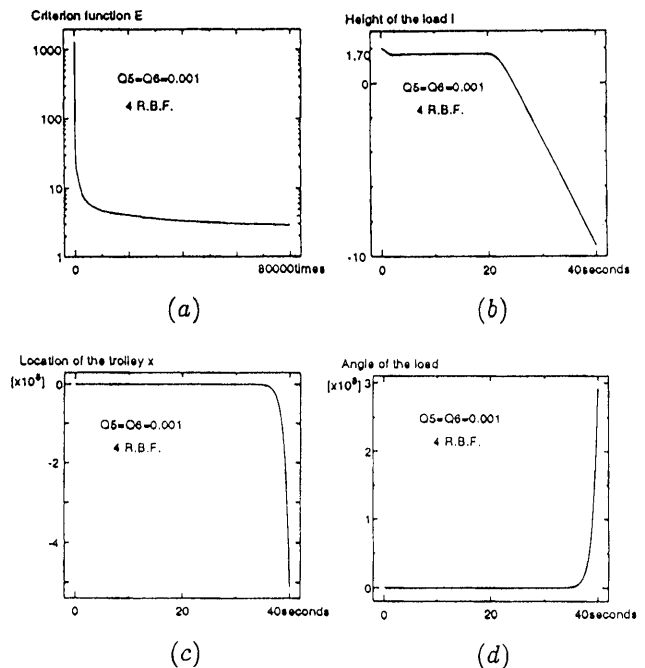 Criterion function E
1000
100
10
1
Q5=Q6=0.001
4 R.B.F.
0
80000times
(a)
Height of the load l
1.70
0
-10
Q5=Q6=0.001
4 R.B.F.
0
20
40seconds
(b)
Location of the trolley x
0
-2
-4
Q5=Q6=0.001
4 R.B.F.
0
20
40seconds
(c)
Angle of the load
3
2
1
0
Q5=Q6=0.001
4 R.B.F.
0
20
40seconds
(d)